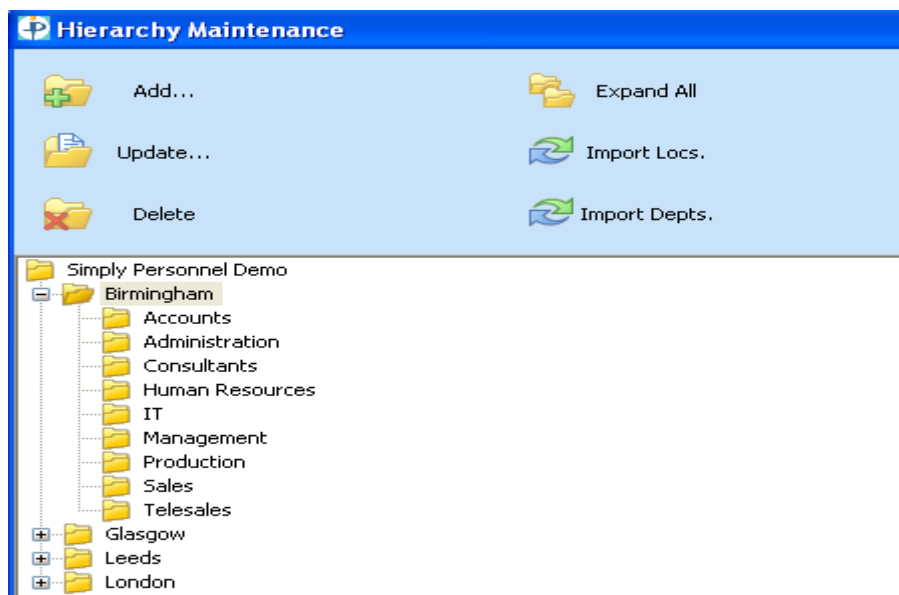 Hierarchy Maintenance
Add... Expand All
Update... Import Locs.
Delete Import Depts.
Simply Personnel Demo
Birmingham
Accounts
Administration
Consultants
Human Resources
IT
Management
Production
Sales
Telesales
Glasgow
Leeds
London